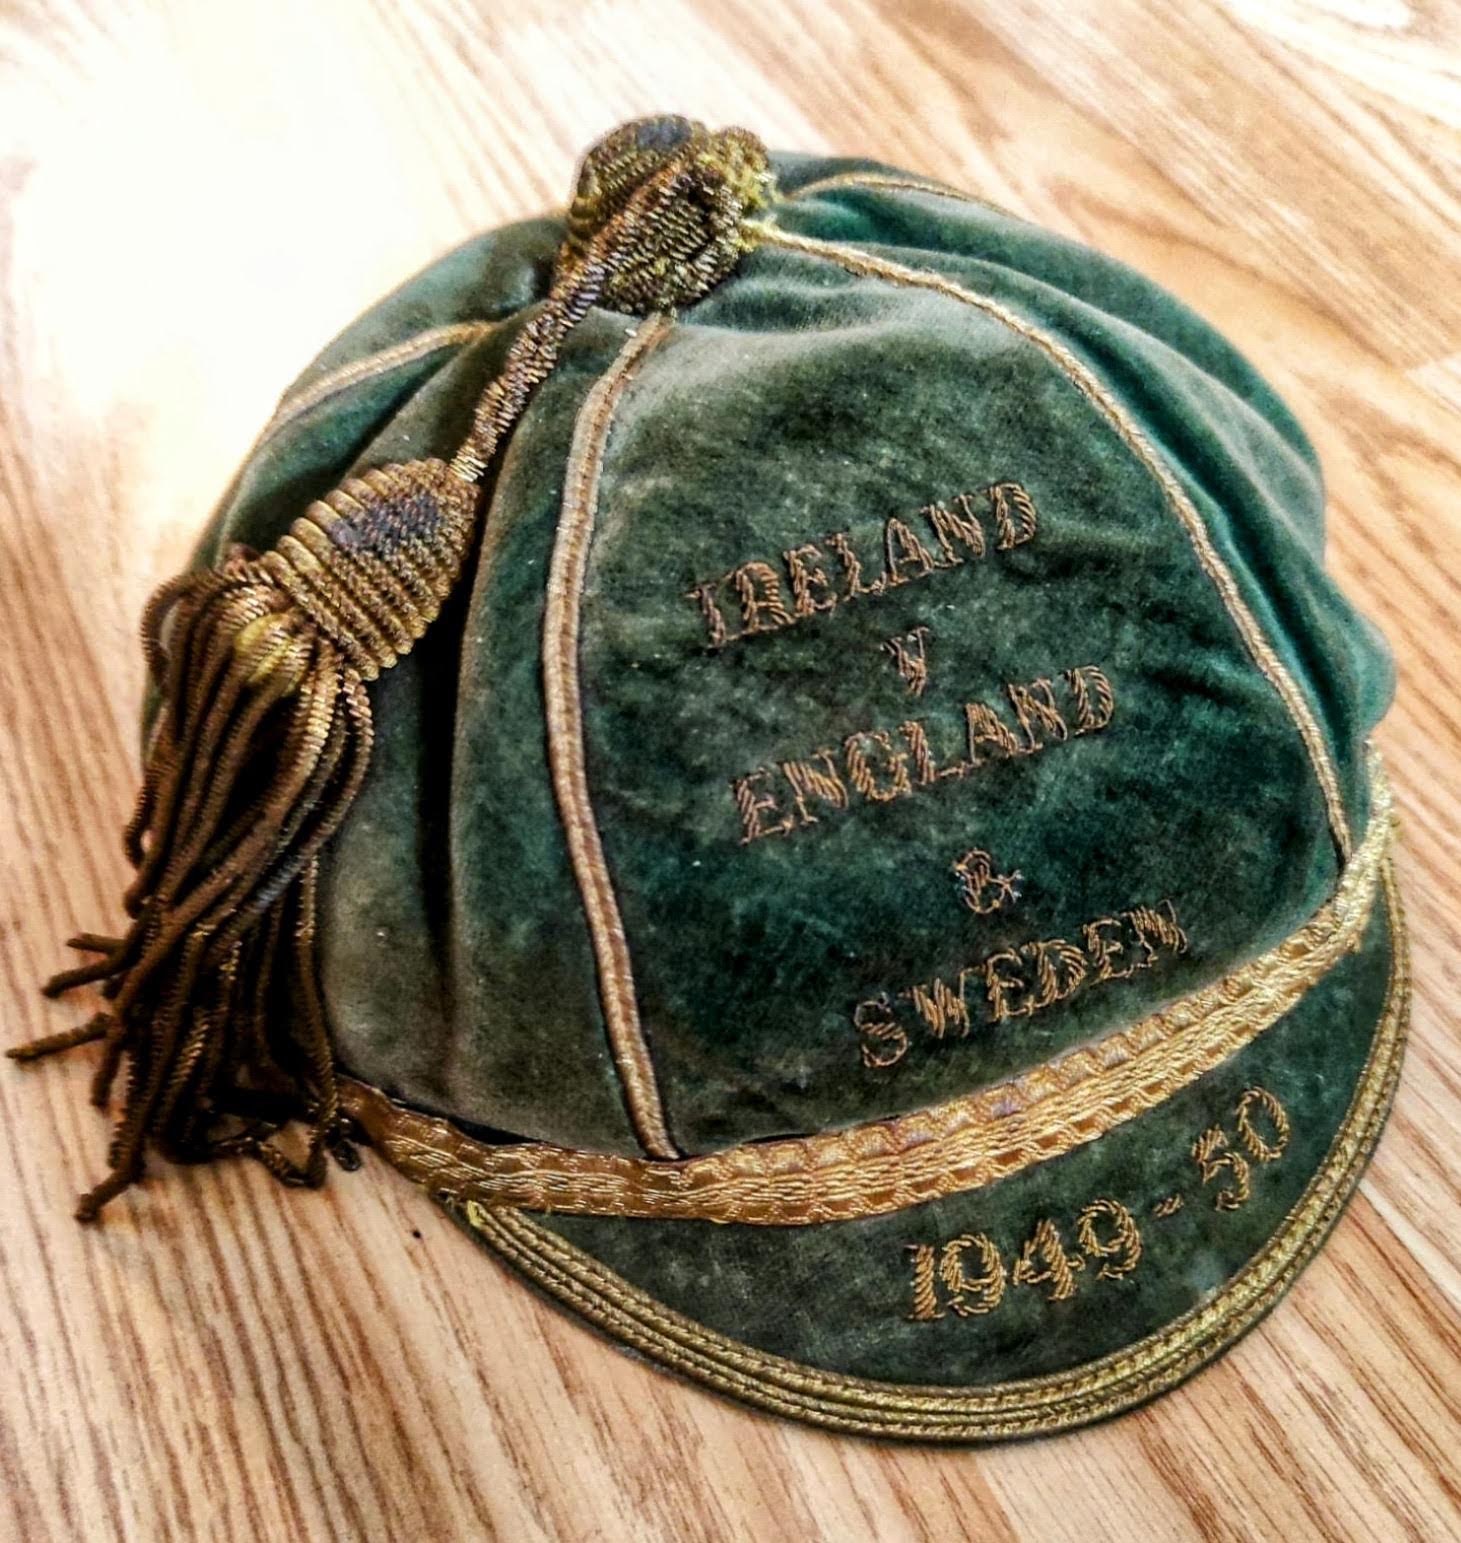 IRELAND
V
ENGLAND
&
SWEDEN
1949-50